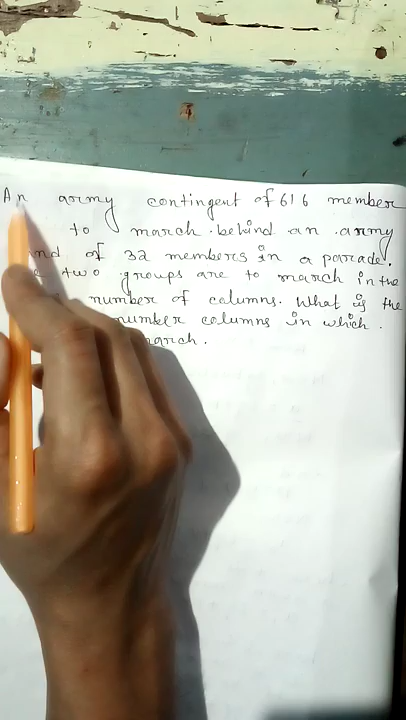 An army contingent of 616 member
to march behind an army
of 32 members in a parade.
two groups are to march in the
number of columns. What is the
number columns in which.
march.